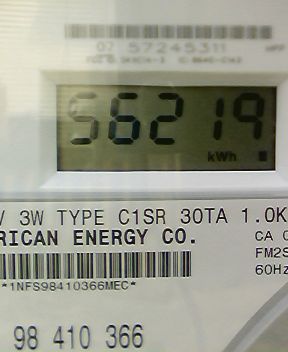 07 57245311
56219
kWh
V 3W TYPE C1SR 30TA 1.0K
RICAN ENERGY CO.
CA 0
FM2S
60Hz
*1NFS98410366MEC*
98 410 366